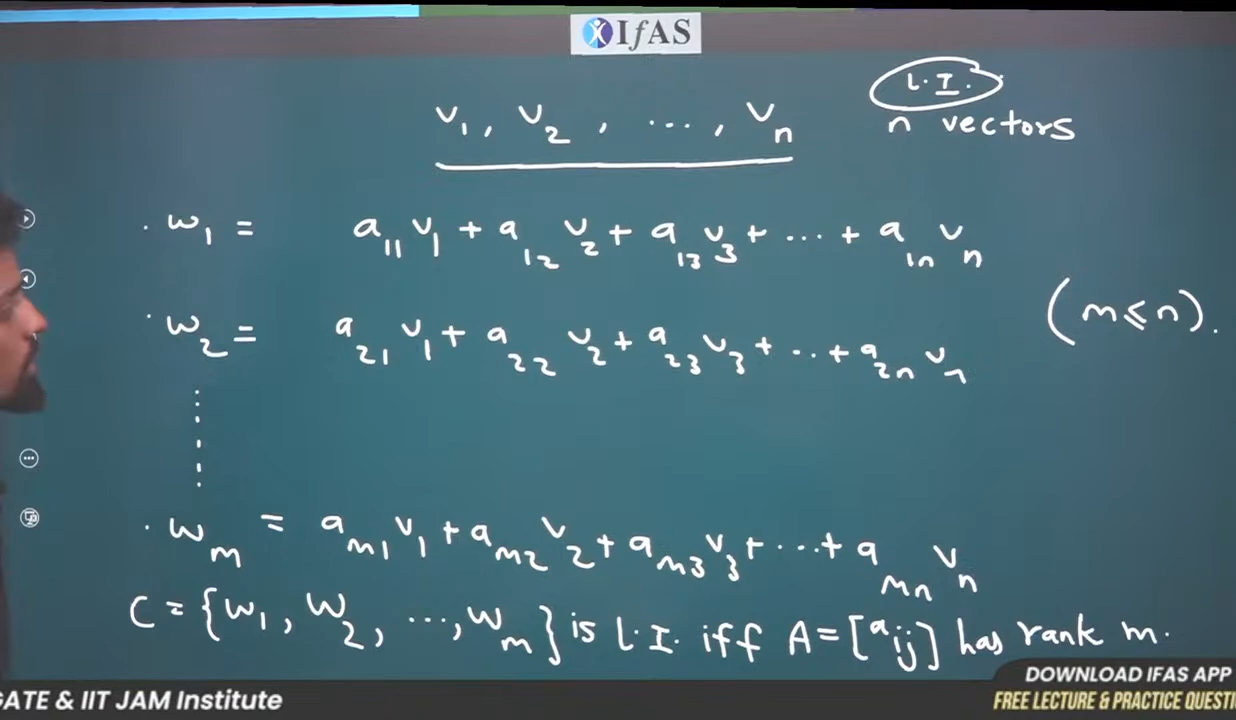 IfAS
L.I.
v₁, v₂, ..., vₙ n vectors
. w₁ = a₁₁ v₁ + a₁₂ v₂ + a₁₃ v₃ + ... + a₁ₙ vₙ
(m ≤ n).
. w₂ = a₂₁ v₁ + a₂₂ v₂ + a₂₃ v₃ + ... + a₂ₙ vₙ
. wₘ = aₘ₁ v₁ + aₘ₂ v₂ + aₘ₃ v₃ + ... + aₘₙ vₙ
C = {w₁, w₂, ..., wₘ} is L.I. iff A = [aᵢⱼ] has rank m.
DOWNLOAD IFAS APP
GATE & IIT JAM Institute
FREE LECTURE & PRACTICE QUESTI